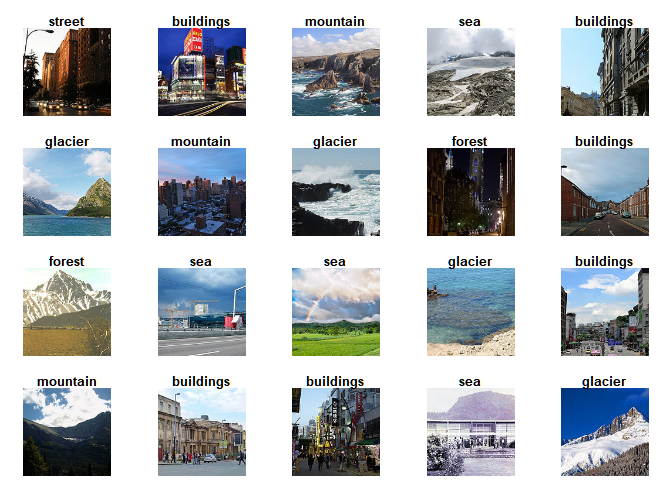 street buildings mountain sea buildings
glacier mountain glacier forest buildings
forest sea sea glacier buildings
mountain buildings buildings sea glacier